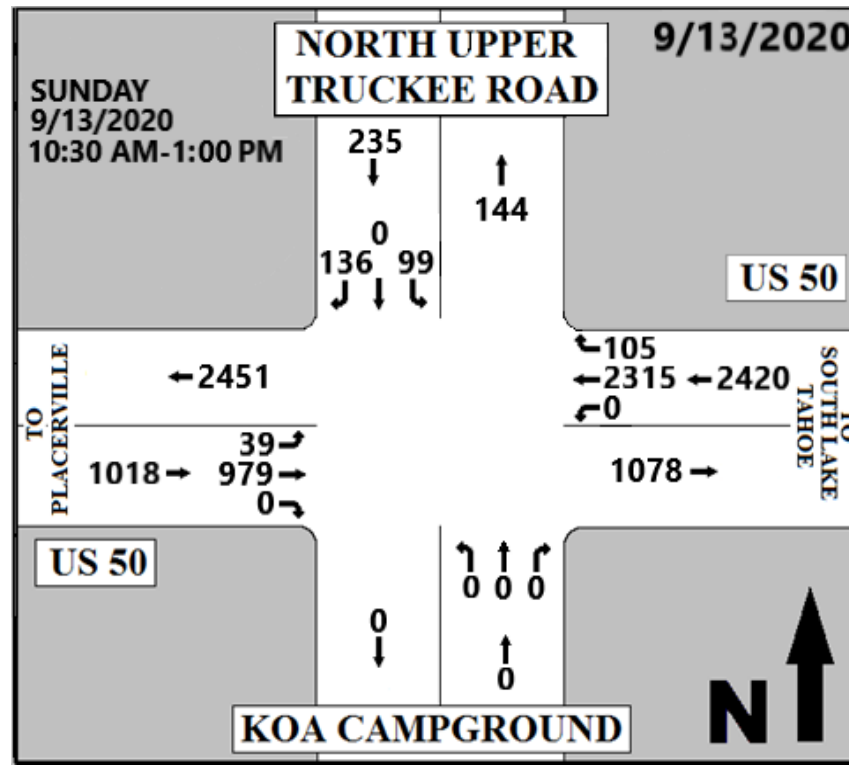 NORTH UPPER
TRUCKEE ROAD
9/13/2020
SUNDAY
9/13/2020
10:30 AM-1:00 PM
235
144
0
136 99
US 50
2451
105
2315 2420
0
TO
PLACERVILLE
TO
SOUTH LAKE
TAHOE
39
1018 979
0
1078
US 50
0 0 0
0
0
KOA CAMPGROUND
N